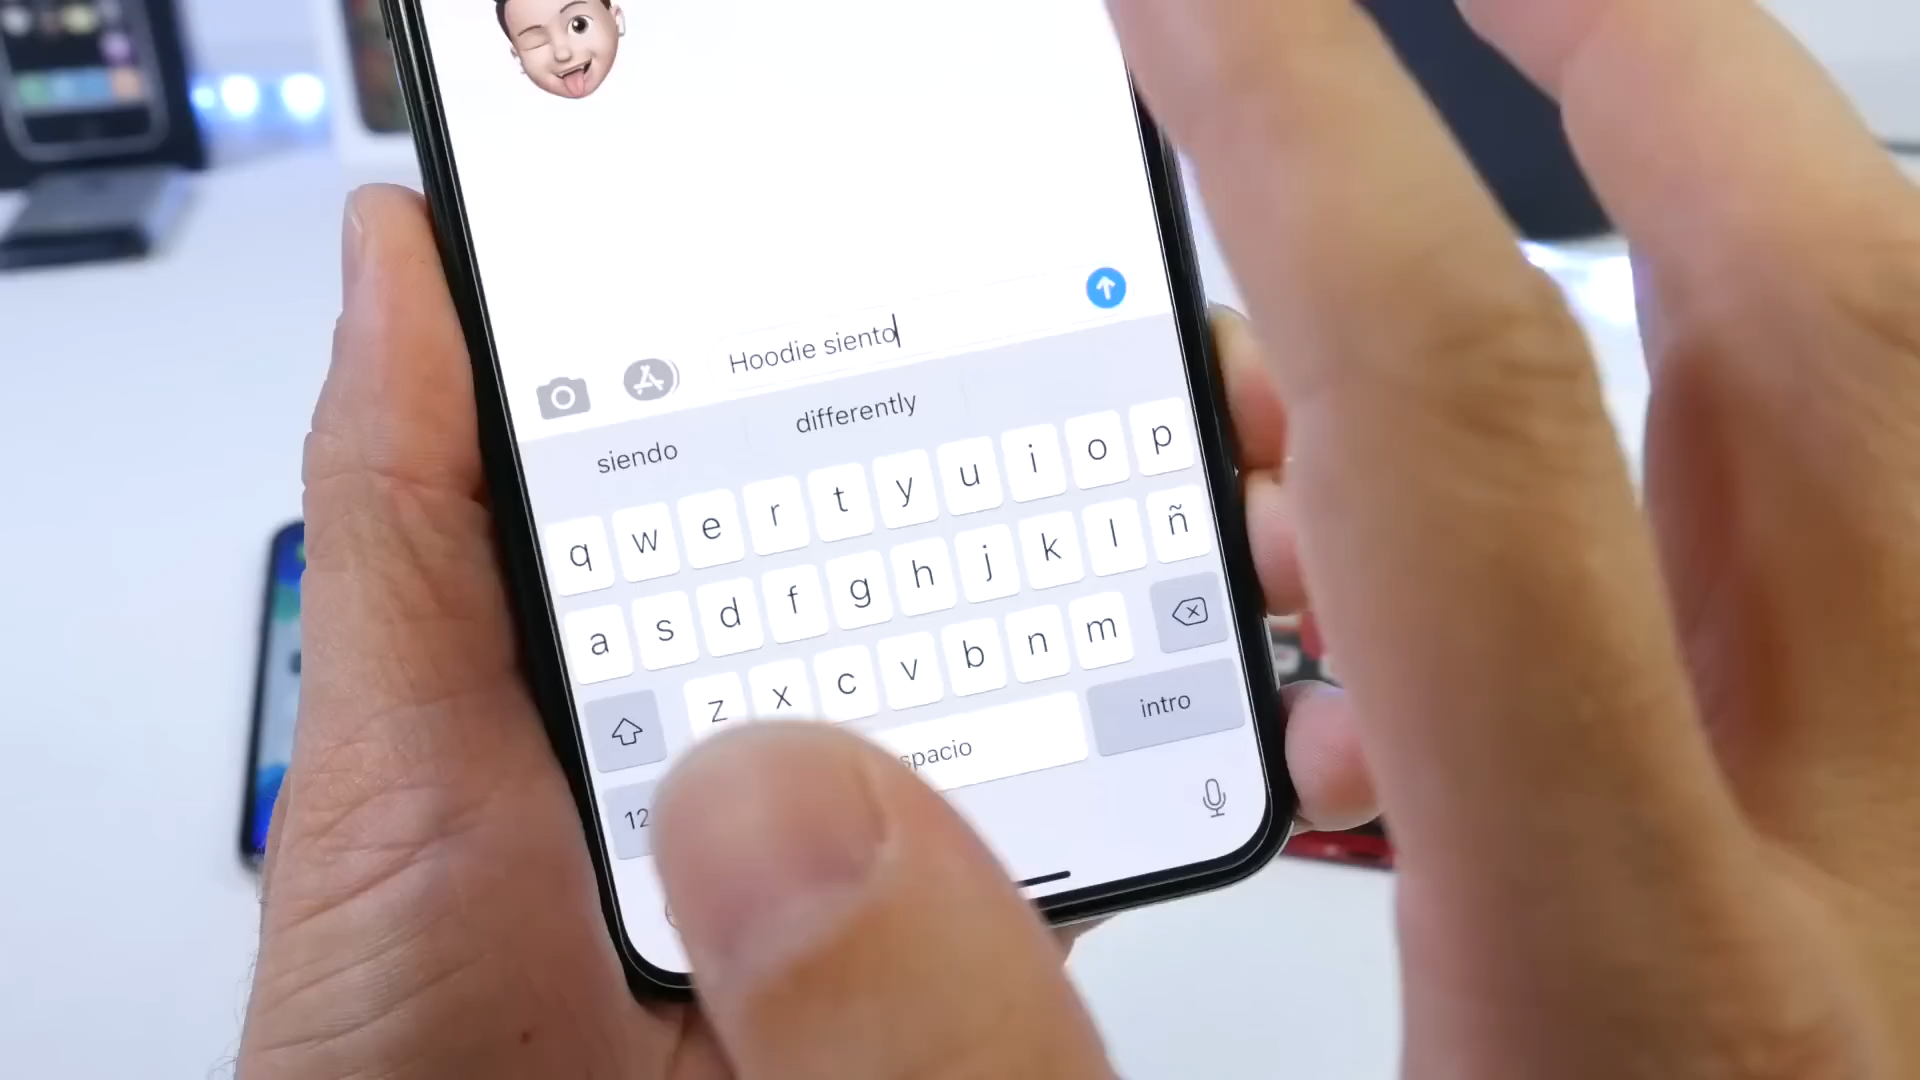 Hoodie siento
siendo differently
q w e r t y u i o p
a s d f g h j k l ñ
z x c v b n m
12 spacio intro